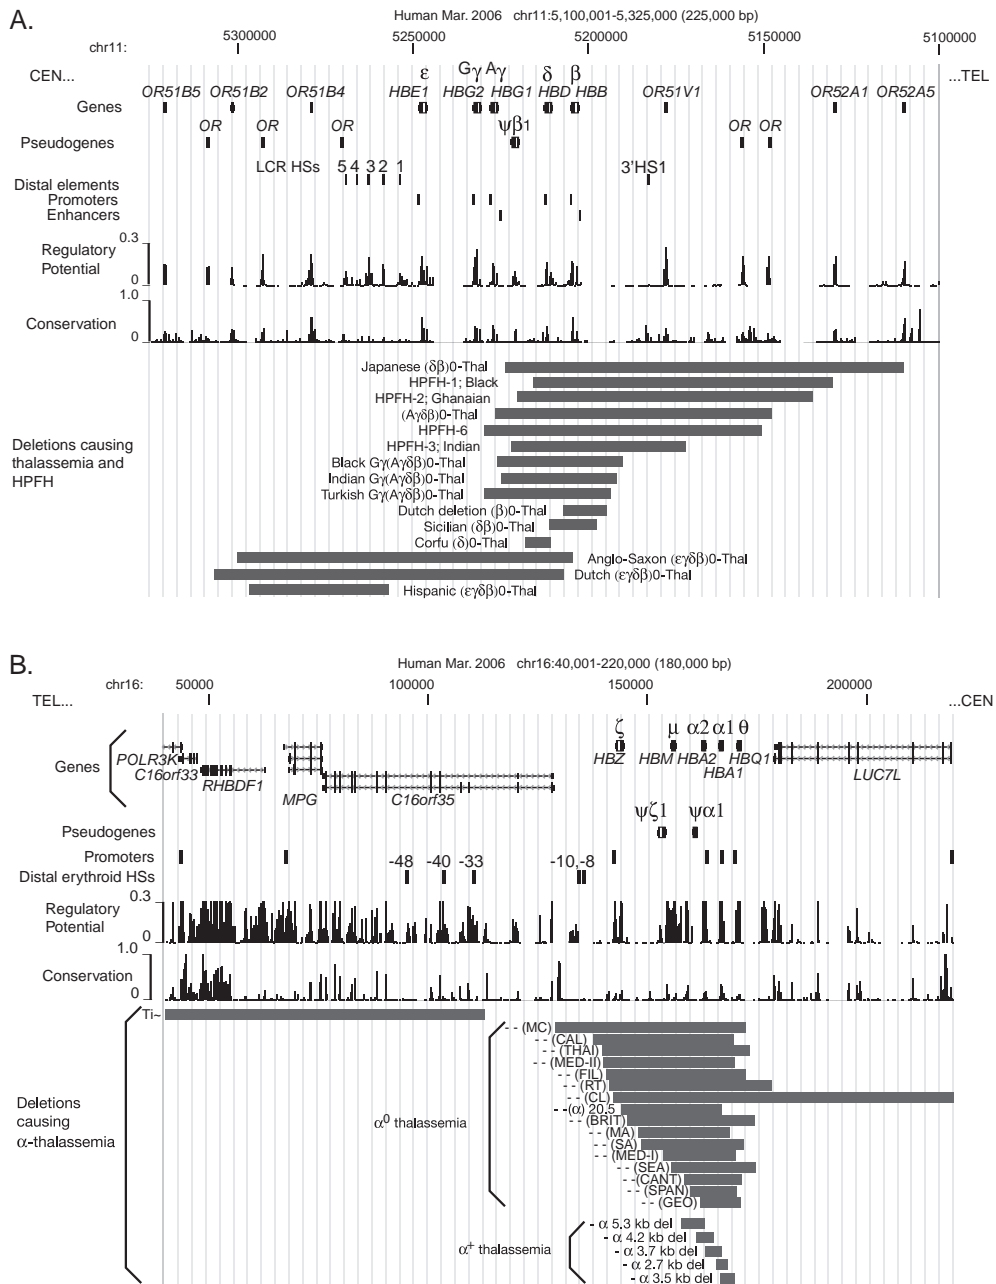 A.
Human Mar. 2006 chr11:5,100,001-5,325,000 (225,000 bp)
chr11: 5300000 5250000 5200000 5150000 5100000
CEN... ε Gγ Aγ δ β ...TEL
OR51B5 OR51B2 OR51B4 HBE1 HBG2 HBG1 HBD HBB OR51V1 OR52A1 OR52A5
Genes
OR OR OR ψβ1 OR OR
Pseudogenes
LCR HSs 5 4 3 2 1 3'HS1
Distal elements
Promoters
Enhancers
0.3
Regulatory
Potential
0
1.0
Conservation
0
Japanese (δβ)0-Thal
HPFH-1; Black
HPFH-2; Ghanaian
(Aγδβ)0-Thal
HPFH-6
HPFH-3; Indian
Black Gγ(Aγδβ)0-Thal
Indian Gγ(Aγδβ)0-Thal
Turkish Gγ(Aγδβ)0-Thal
Dutch deletion (β)0-Thal
Sicilian (δβ)0-Thal
Corfu (δ)0-Thal
Anglo-Saxon (εγδβ)0-Thal
Dutch (εγδβ)0-Thal
Hispanic (εγδβ)0-Thal
Deletions causing
thalassemia and
HPFH
B.
Human Mar. 2006 chr16:40,001-220,000 (180,000 bp)
chr16: 50000 100000 150000 200000
TEL... ...CEN
ζ μ α2 α1 θ
Genes
POLR3K HBZ HBM HBA2 HBQ1
C16orf33 RHBDF1 HBA1 LUC7L
MPG C16orf35
ψζ1 ψα1
Pseudogenes
Promoters
-48 -40 -33 -10,-8
Distal erythroid HSs
0.3
Regulatory
Potential
0
1.0
Conservation
0
Ti~
- - (MC)
- - (CAL)
- - (THAI)
- - (MED-II)
- - (FIL)
- - (RT)
- - (CL)
- -(α) 20.5
- - (BRIT)
- - (MA)
- - (SA)
- - (MED-I)
- - (SEA)
- - (CANT)
- - (SPAN)
- - (GEO)
α0 thalassemia
Deletions
causing
α-thalassemia
- α 5.3 kb del
- α 4.2 kb del
- α 3.7 kb del
- α 2.7 kb del
- α 3.5 kb del
α+ thalassemia